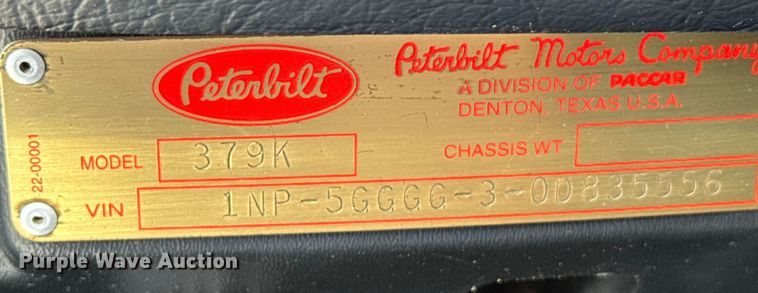 Peterbilt
Peterbilt Motors Company
A DIVISION OF PACCAR
DENTON, TEXAS U.S.A.
22-00001
MODEL 379K
CHASSIS WT
VIN 1NP-5GGGG-3-0D835556
Purple Wave Auction